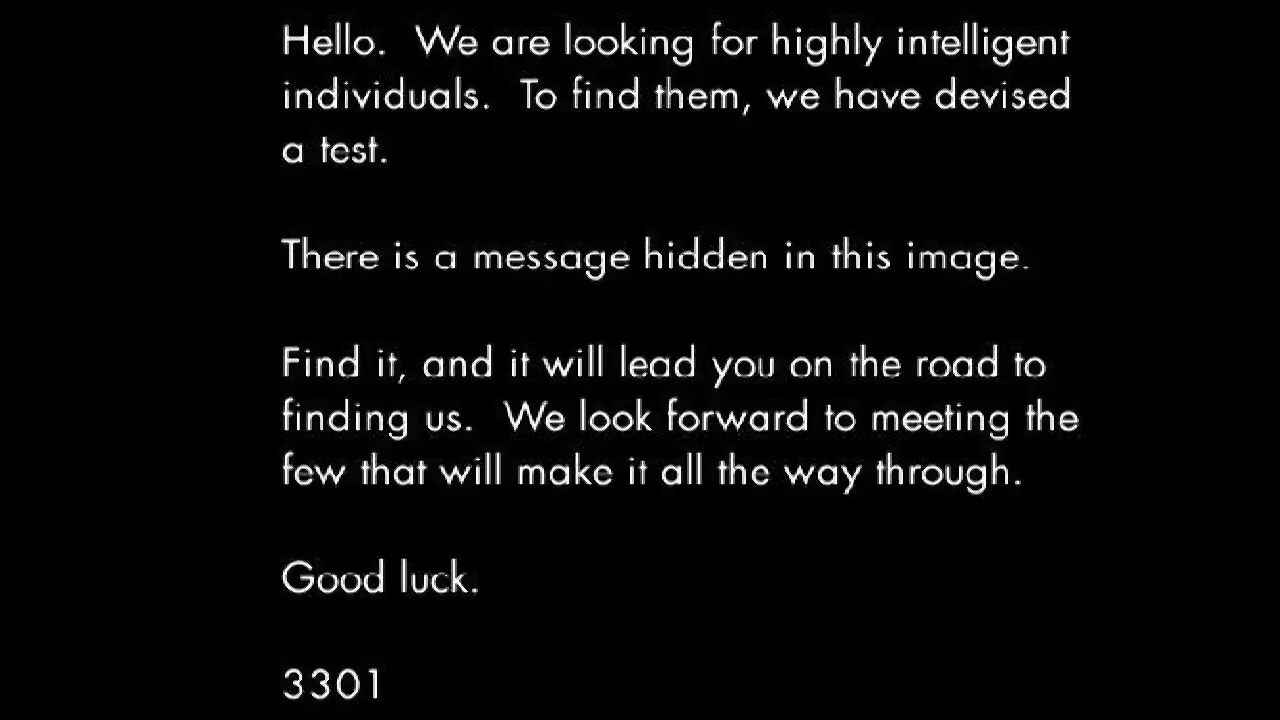 Hello.  We are looking for highly intelligent
individuals.  To find them, we have devised
a test.
There is a message hidden in this image.
Find it, and it will lead you on the road to
finding us.  We look forward to meeting the
few that will make it all the way through.
Good luck.
3301